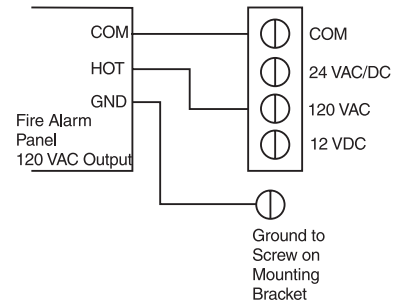 COM
HOT
GND
Fire Alarm
Panel
120 VAC Output
COM
24 VAC/DC
120 VAC
12 VDC
Ground to
Screw on
Mounting
Bracket